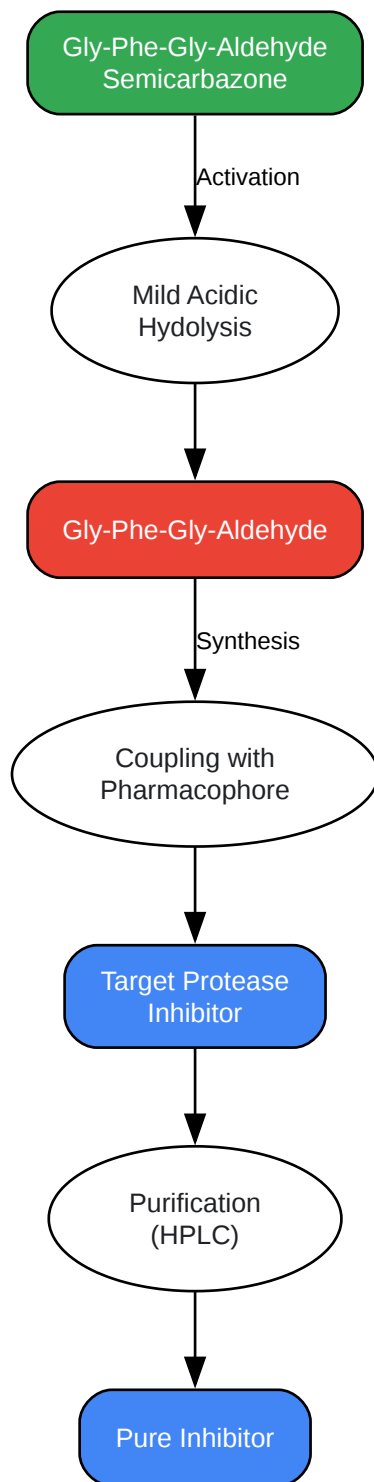 Gly-Phe-Gly-Aldehyde
Semicarbazone
Activation
Mild Acidic
Hydolysis
Gly-Phe-Gly-Aldehyde
Synthesis
Coupling with
Pharmacophore
Target Protease
Inhibitor
Purification
(HPLC)
Pure Inhibitor